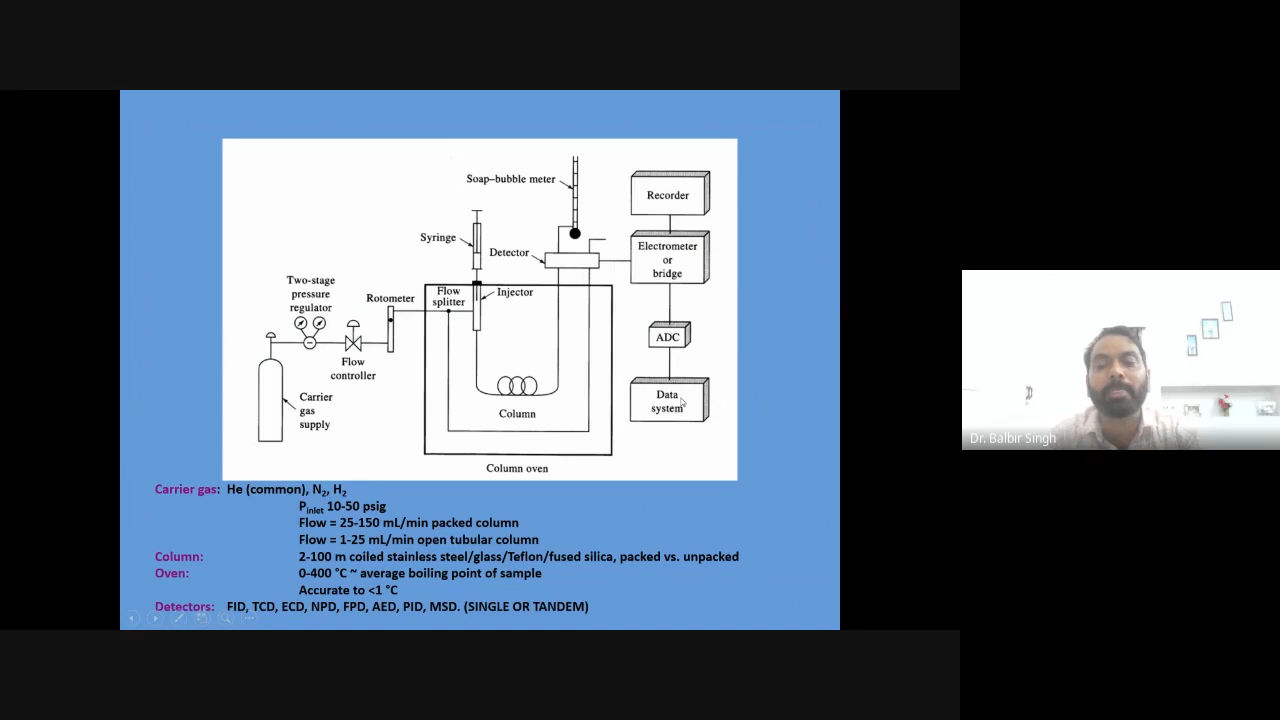 Soap–bubble meter
Recorder
Syringe
Detector
Electrometer
or
bridge
Two-stage
pressure
regulator
Rotometer
Flow
splitter
Injector
ADC
Flow
controller
Carrier
gas
supply
Column
Data
system
Column oven
Carrier gas: He (common), N₂, H₂
Pinlet 10-50 psig
Flow = 25-150 mL/min packed column
Flow = 1-25 mL/min open tubular column
Column: 2-100 m coiled stainless steel/glass/Teflon/fused silica, packed vs. unpacked
Oven: 0-400 °C ~ average boiling point of sample
Accurate to <1 °C
Detectors: FID, TCD, ECD, NPD, FPD, AED, PID, MSD. (SINGLE OR TANDEM)
Dr. Balbir Singh